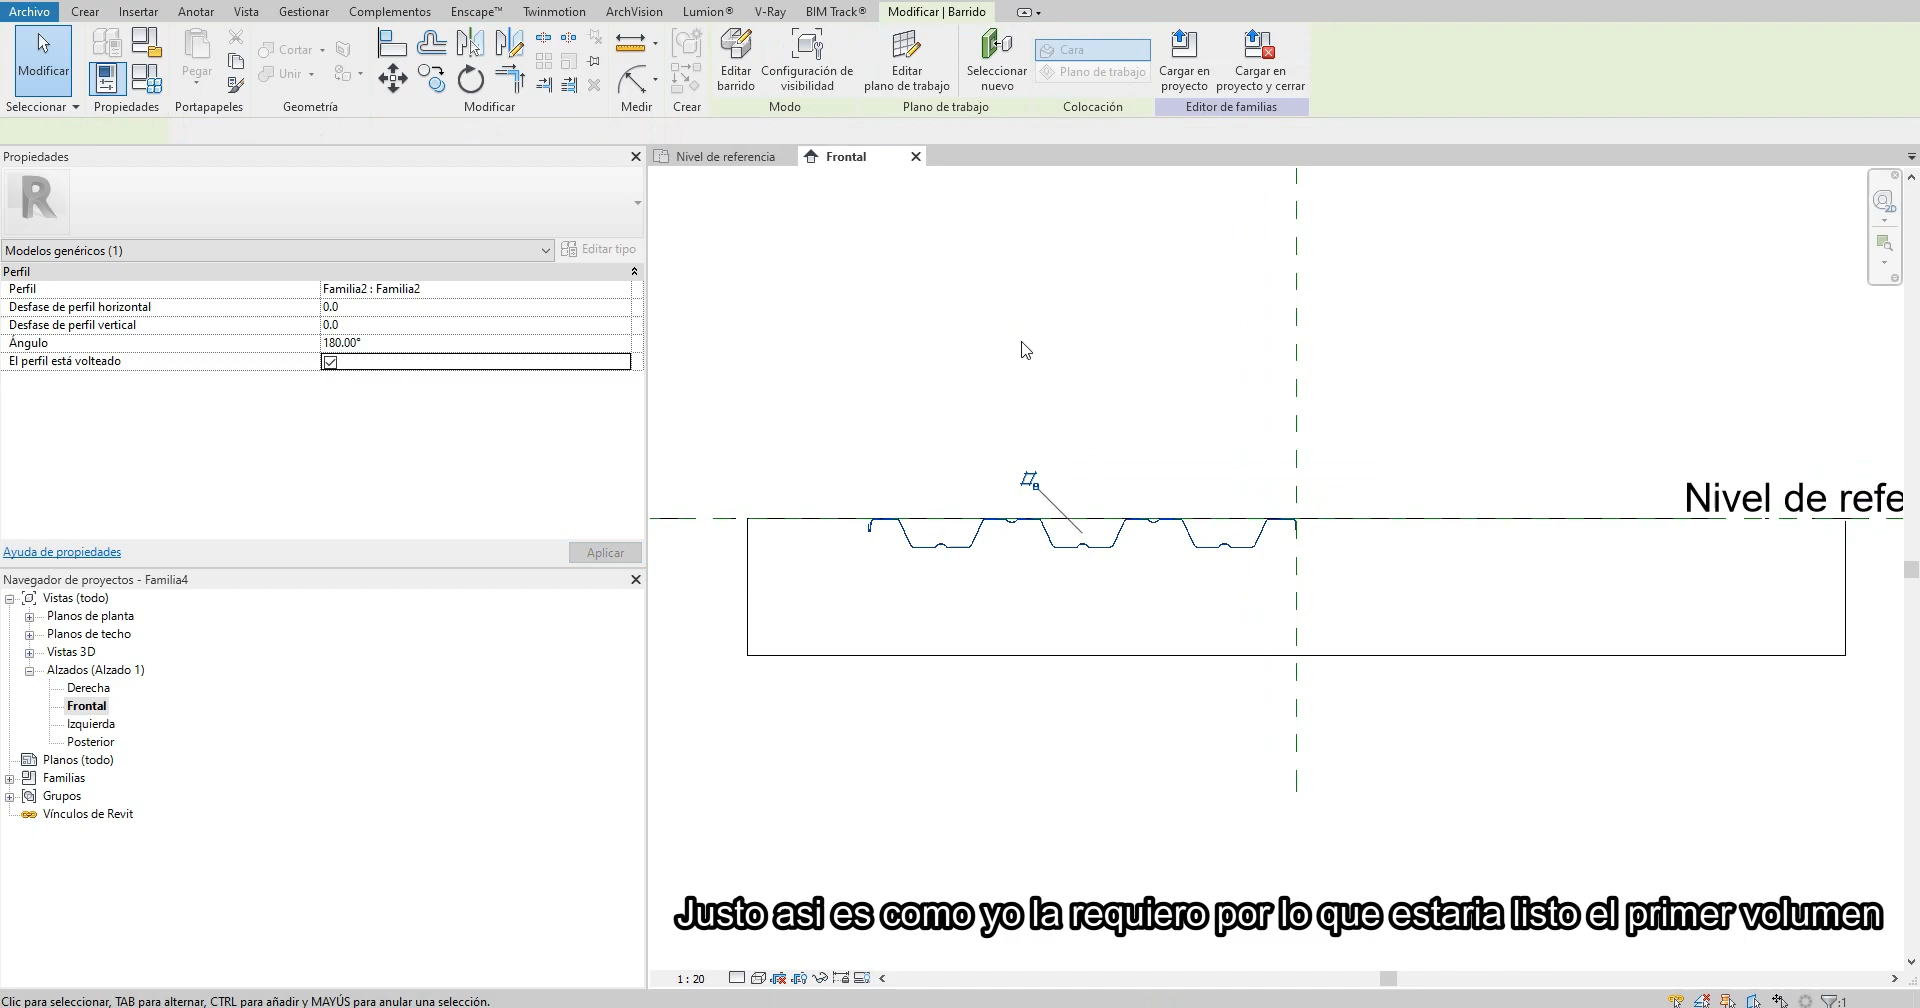 Archivo Crear Insertar Anotar Vista Gestionar Complementos Enscape™ Twinmotion ArchVision Lumion® V-Ray BIM Track® Modificar | Barrido
Modificar
Pegar
Cortar
Unir
Editar barrido
Configuración de visibilidad
Editar plano de trabajo
Seleccionar nuevo
Cara
Plano de trabajo
Cargar en proyecto
Cargar en proyecto y cerrar
Seleccionar Propiedades Portapapeles Geometría Modificar Medir Crear Modo Plano de trabajo Colocación Editor de familias
Propiedades
Nivel de referencia
Frontal
R
2D
Modelos genéricos (1)
Editar tipo
Perfil
Perfil Familia2 : Familia2
Desfase de perfil horizontal 0.0
Desfase de perfil vertical 0.0
Ángulo 180.00°
El perfil está volteado
Ayuda de propiedades
Aplicar
Navegador de proyectos - Familia4
Vistas (todo)
Planos de planta
Planos de techo
Vistas 3D
Alzados (Alzado 1)
Derecha
Frontal
Izquierda
Posterior
Planos (todo)
Familias
Grupos
Vínculos de Revit
Nivel de refe
Justo asi es como yo la requiero por lo que estaria listo el primer volumen
1 : 20
Clic para seleccionar, TAB para alternar, CTRL para añadir y MAYÚS para anular una selección.
:1